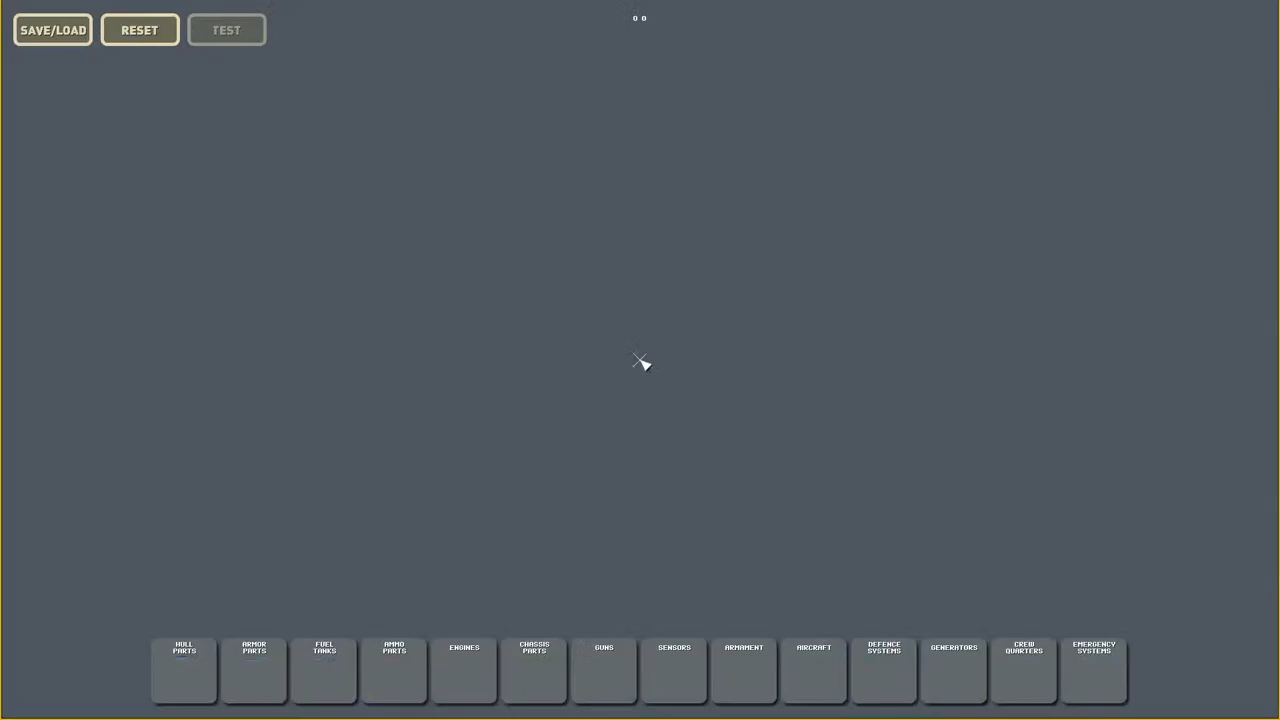 SAVE/LOAD RESET TEST
0 0
HULL PARTS
ARMOR PARTS
FUEL TANKS
AMMO PARTS
ENGINES
CHASSIS PARTS
GUNS
SENSORS
ARMAMENT
AIRCRAFT
DEFENCE SYSTEMS
GENERATORS
CREW QUARTERS
EMERGENCY SYSTEMS